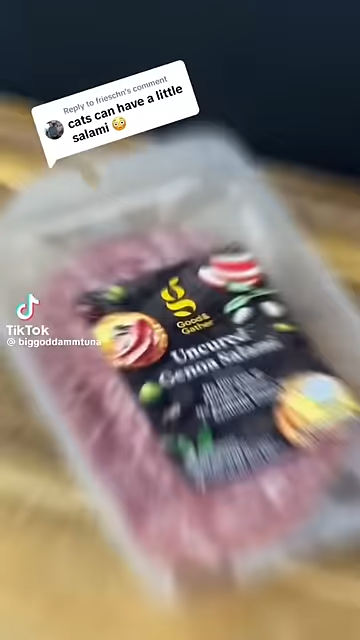 Reply to frieschn's comment
cats can have a little
salami 😳
Good&
Gather
Uncured
Genoa Salami
TikTok
@ biggoddammtuna